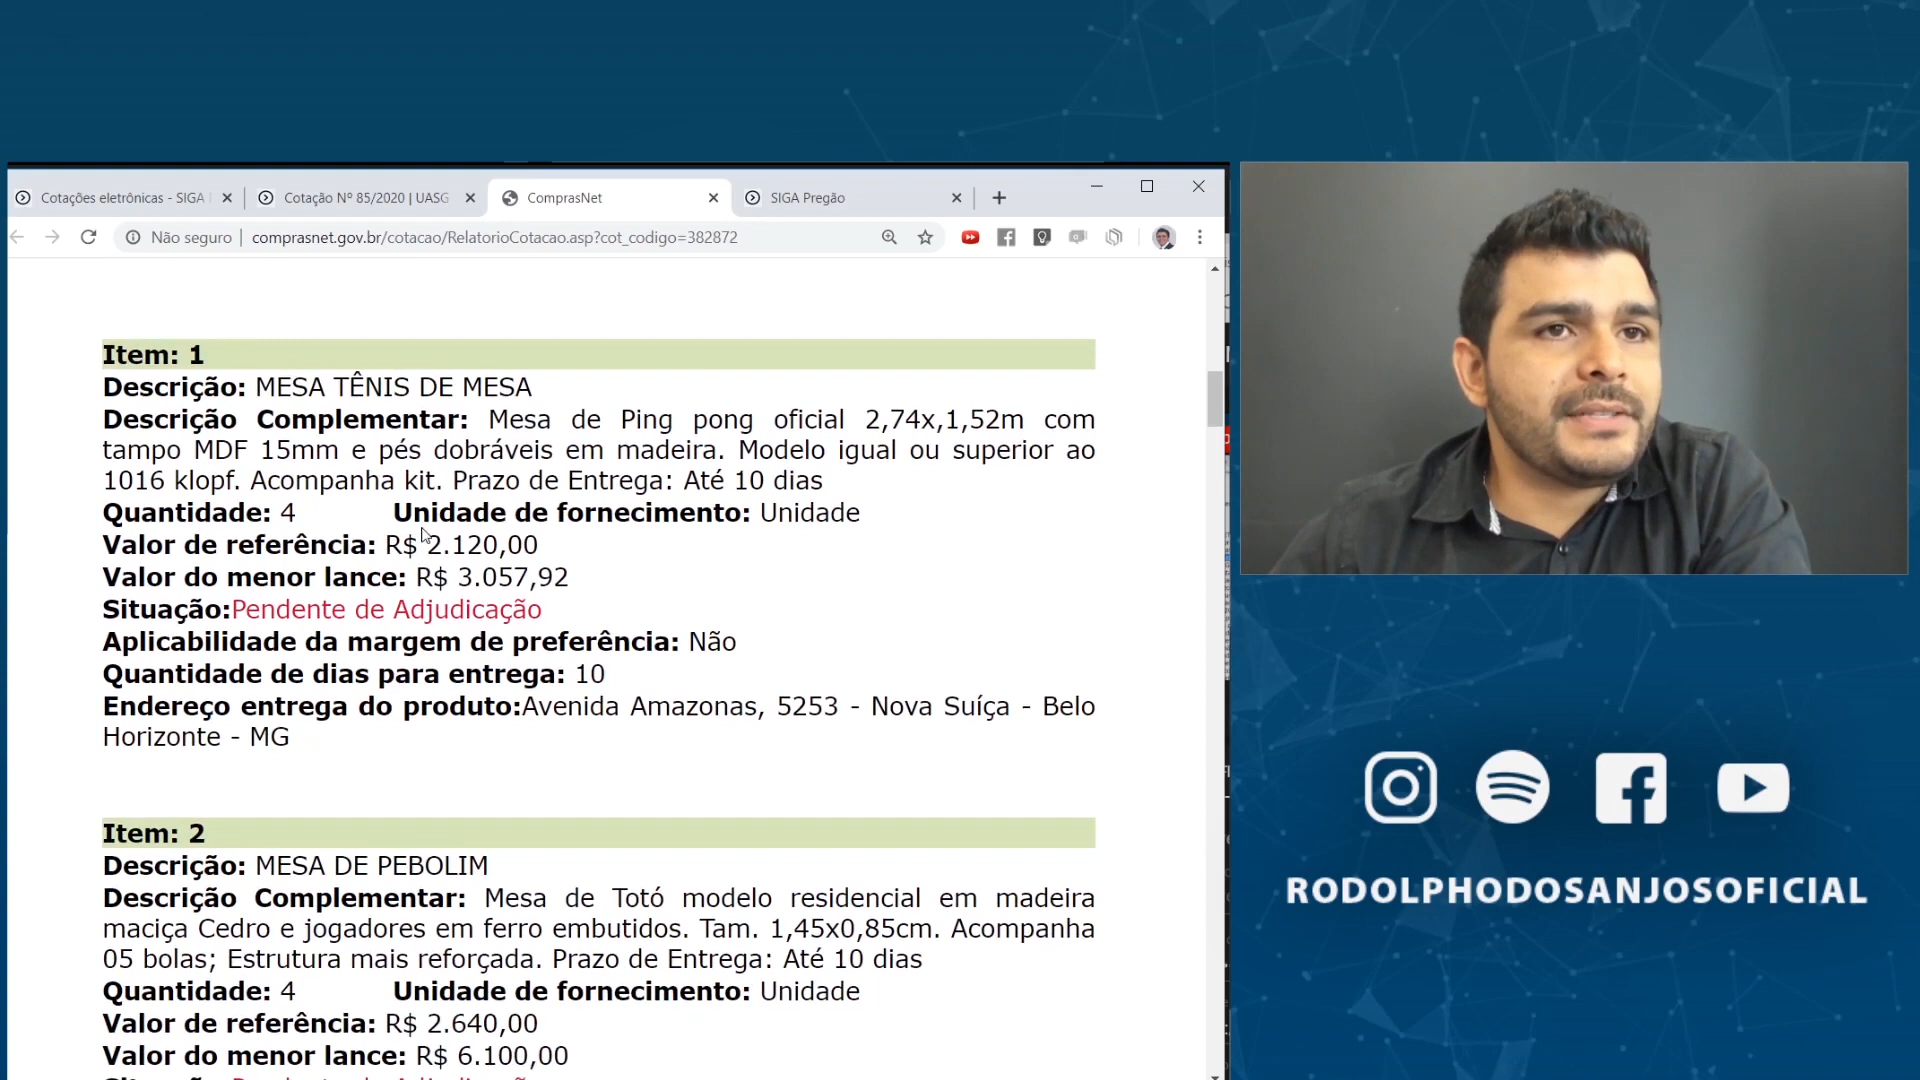 Cotações eletrônicas - SIGA
Cotação Nº 85/2020 | UASG
ComprasNet
SIGA Pregão
Não seguro
comprasnet.gov.br/cotacao/RelatorioCotacao.asp?cot_codigo=382872
Item: 1
Descrição: MESA TÊNIS DE MESA
Descrição Complementar: Mesa de Ping pong oficial 2,74x,1,52m com
tampo MDF 15mm e pés dobráveis em madeira. Modelo igual ou superior ao
1016 klopf. Acompanha kit. Prazo de Entrega: Até 10 dias
Quantidade: 4 Unidade de fornecimento: Unidade
Valor de referência: R$ 2.120,00
Valor do menor lance: R$ 3.057,92
Situação:Pendente de Adjudicação
Aplicabilidade da margem de preferência: Não
Quantidade de dias para entrega: 10
Endereço entrega do produto:Avenida Amazonas, 5253 - Nova Suíça - Belo
Horizonte - MG
Item: 2
Descrição: MESA DE PEBOLIM
Descrição Complementar: Mesa de Totó modelo residencial em madeira
maciça Cedro e jogadores em ferro embutidos. Tam. 1,45x0,85cm. Acompanha
05 bolas; Estrutura mais reforçada. Prazo de Entrega: Até 10 dias
Quantidade: 4 Unidade de fornecimento: Unidade
Valor de referência: R$ 2.640,00
Valor do menor lance: R$ 6.100,00
RODOLPHODOSANJOSOFICIAL